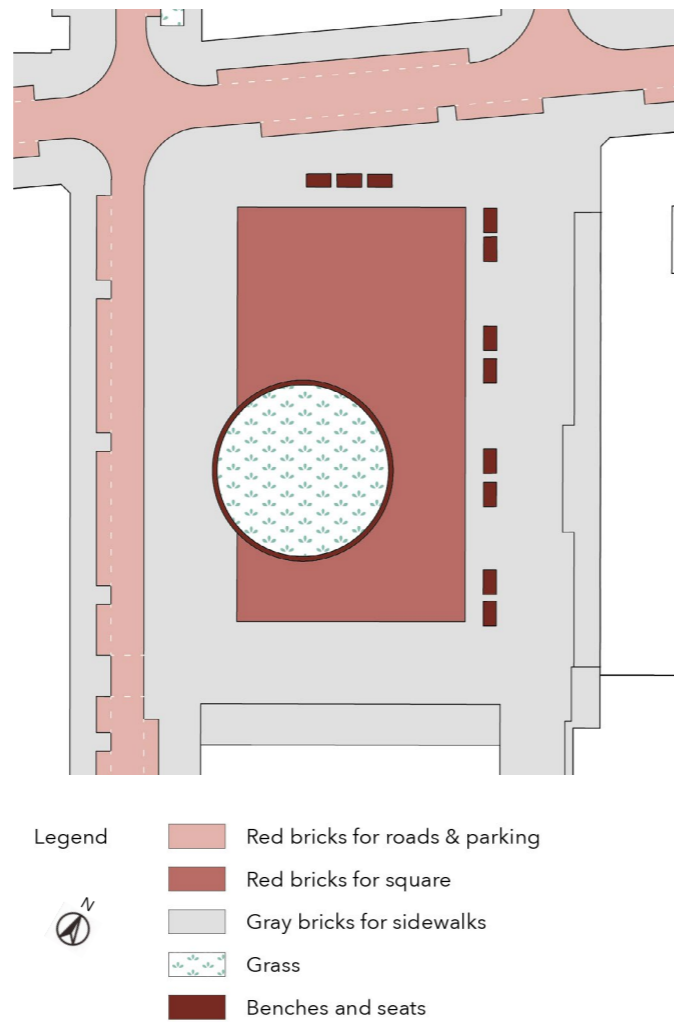 Legend
N
Red bricks for roads & parking
Red bricks for square
Gray bricks for sidewalks
Grass
Benches and seats